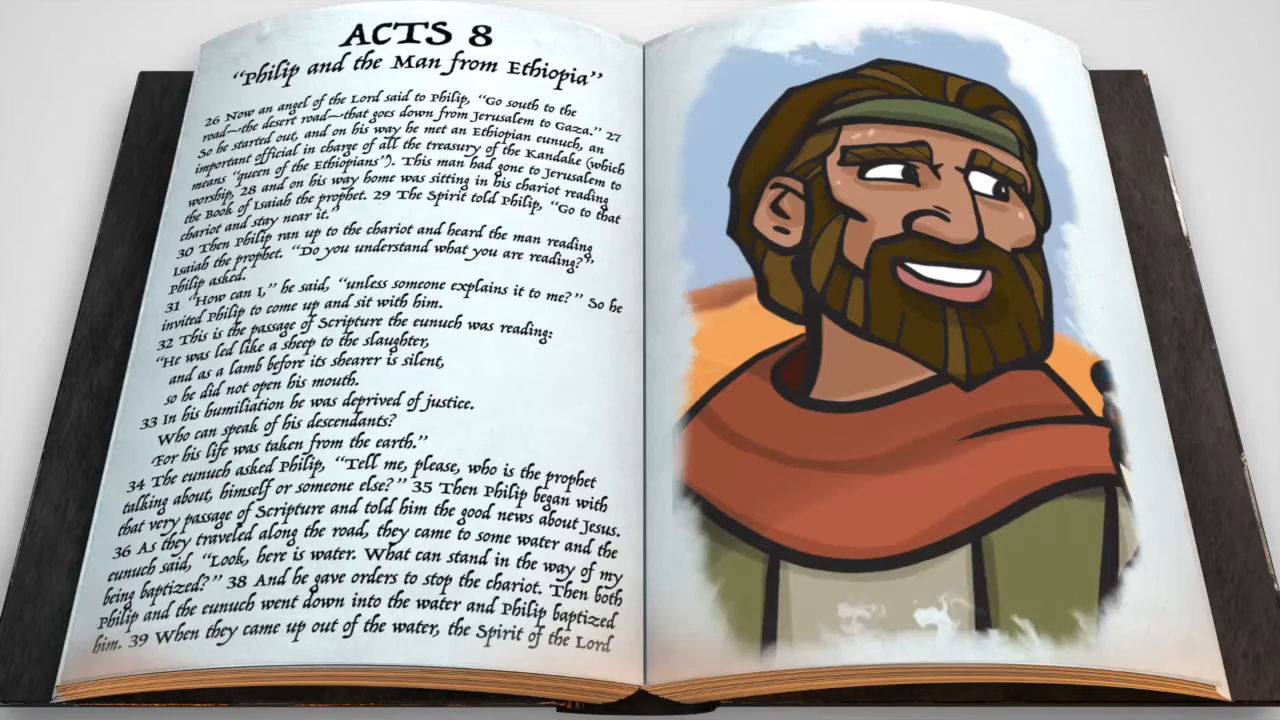 ACTS 8
“Philip and the Man from Ethiopia”
26 Now an angel of the Lord said to Philip, “Go south to the
road—the desert road—that goes down from Jerusalem to Gaza.” 27
So he started out, and on his way he met an Ethiopian eunuch, an
important official in charge of all the treasury of the Kandake (which
means “queen of the Ethiopians”). This man had gone to Jerusalem to
worship, 28 and on his way home was sitting in his chariot reading
the Book of Isaiah the prophet. 29 The Spirit told Philip, “Go to that
chariot and stay near it.”
30 Then Philip ran up to the chariot and heard the man reading
Isaiah the prophet. “Do you understand what you are reading?”
Philip asked.
31 “How can I,” he said, “unless someone explains it to me?” So he
invited Philip to come up and sit with him.
32 This is the passage of Scripture the eunuch was reading:
“He was led like a sheep to the slaughter,
and as a lamb before its shearer is silent,
so he did not open his mouth.
33 In his humiliation he was deprived of justice.
Who can speak of his descendants?
For his life was taken from the earth.”
34 The eunuch asked Philip, “Tell me, please, who is the prophet
talking about, himself or someone else?” 35 Then Philip began with
that very passage of Scripture and told him the good news about Jesus.
36 As they traveled along the road, they came to some water and the
eunuch said, “Look, here is water. What can stand in the way of my
being baptized?” 38 And he gave orders to stop the chariot. Then both
Philip and the eunuch went down into the water and Philip baptized
him. 39 When they came up out of the water, the Spirit of the Lord